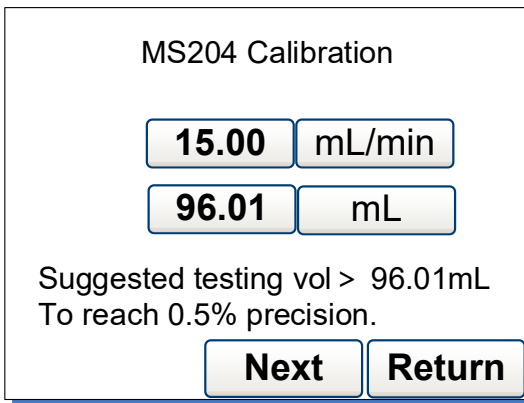 MS204 Calibration
15.00 mL/min
96.01 mL
Suggested testing vol > 96.01mL
To reach 0.5% precision.
Next Return